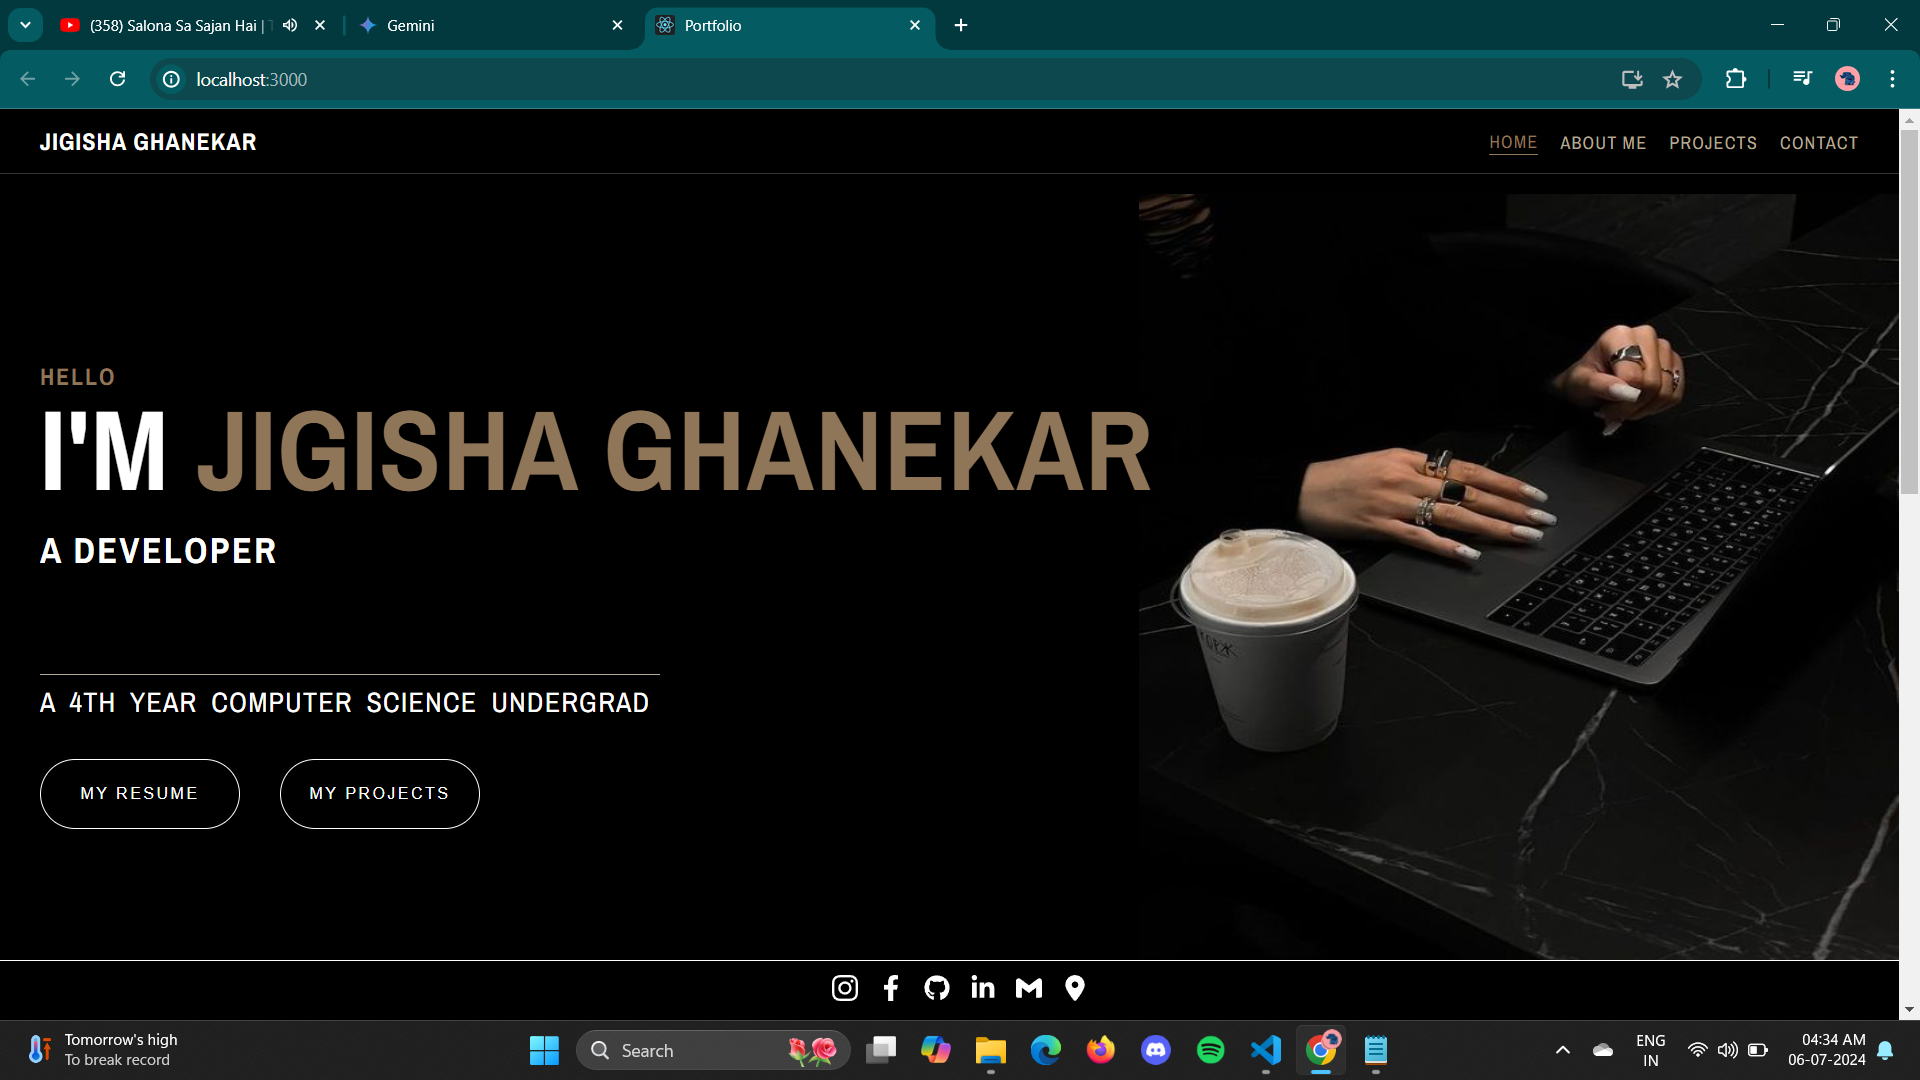 (358) Salona Sa Sajan Hai |
Gemini
Portfolio
localhost:3000
JIGISHA GHANEKAR
HOME
ABOUT ME
PROJECTS
CONTACT
HELLO
I'M JIGISHA GHANEKAR
A DEVELOPER
A 4TH YEAR COMPUTER SCIENCE UNDERGRAD
MY RESUME
MY PROJECTS
Tomorrow's high
To break record
Search
ENG
IN
04:34 AM
06-07-2024